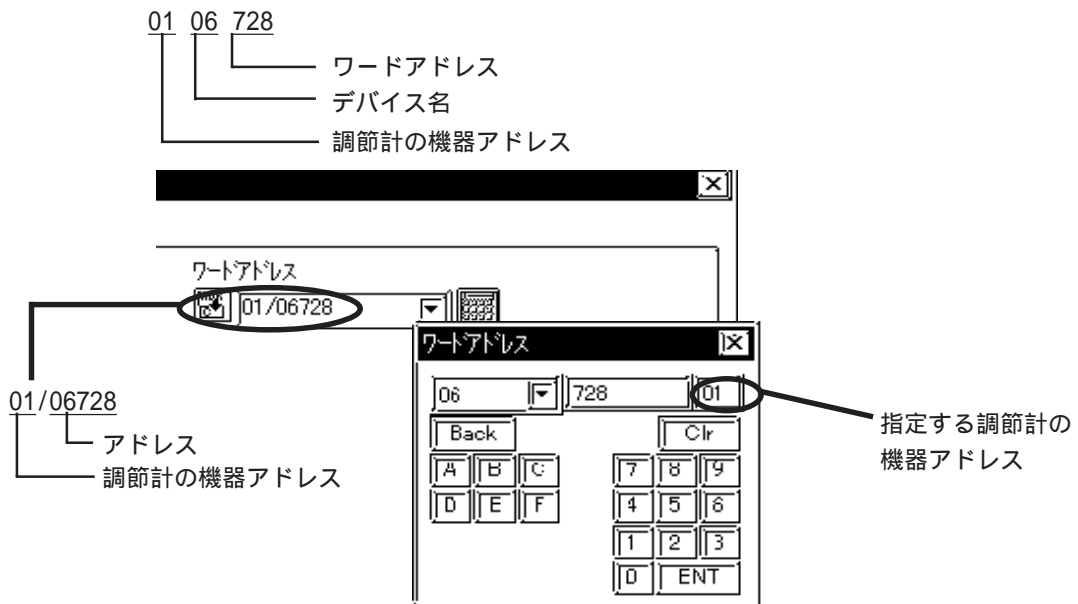 01 06 728
ワードアドレス
デバイス名
調節計の機器アドレス
ワードアドレス
01/06728
ワードアドレス
06 728 01
Back Clr
A B C 7 8 9
D E F 4 5 6
1 2 3
0 ENT
01/06728
アドレス
調節計の機器アドレス
指定する調節計の
機器アドレス